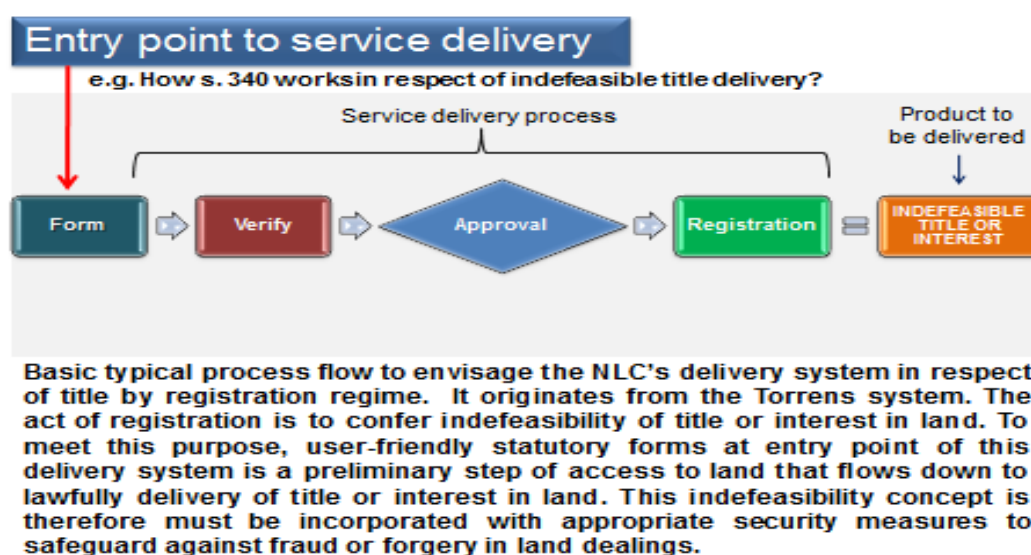 Entry point to service delivery
e.g. How s. 340 worksin respect of indefeasible title delivery?
Service delivery process
Product to
be delivered
Form
Verify
Approval
Registration
INDEFEASIBLE
TITLE OR
INTEREST
Basic typical process flow to envisage the NLC's delivery system in respect
of title by registration regime. It originates from the Torrens system. The
act of registration is to confer indefeasibility of title or interest in land. To
meet this purpose, user-friendly statutory forms at entry point of this
delivery system is a preliminary step of access to land that flows down to
lawfully delivery of title or interest in land. This indefeasibility concept is
therefore must be incorporated with appropriate security measures to
safeguard against fraud or forgery in land dealings.